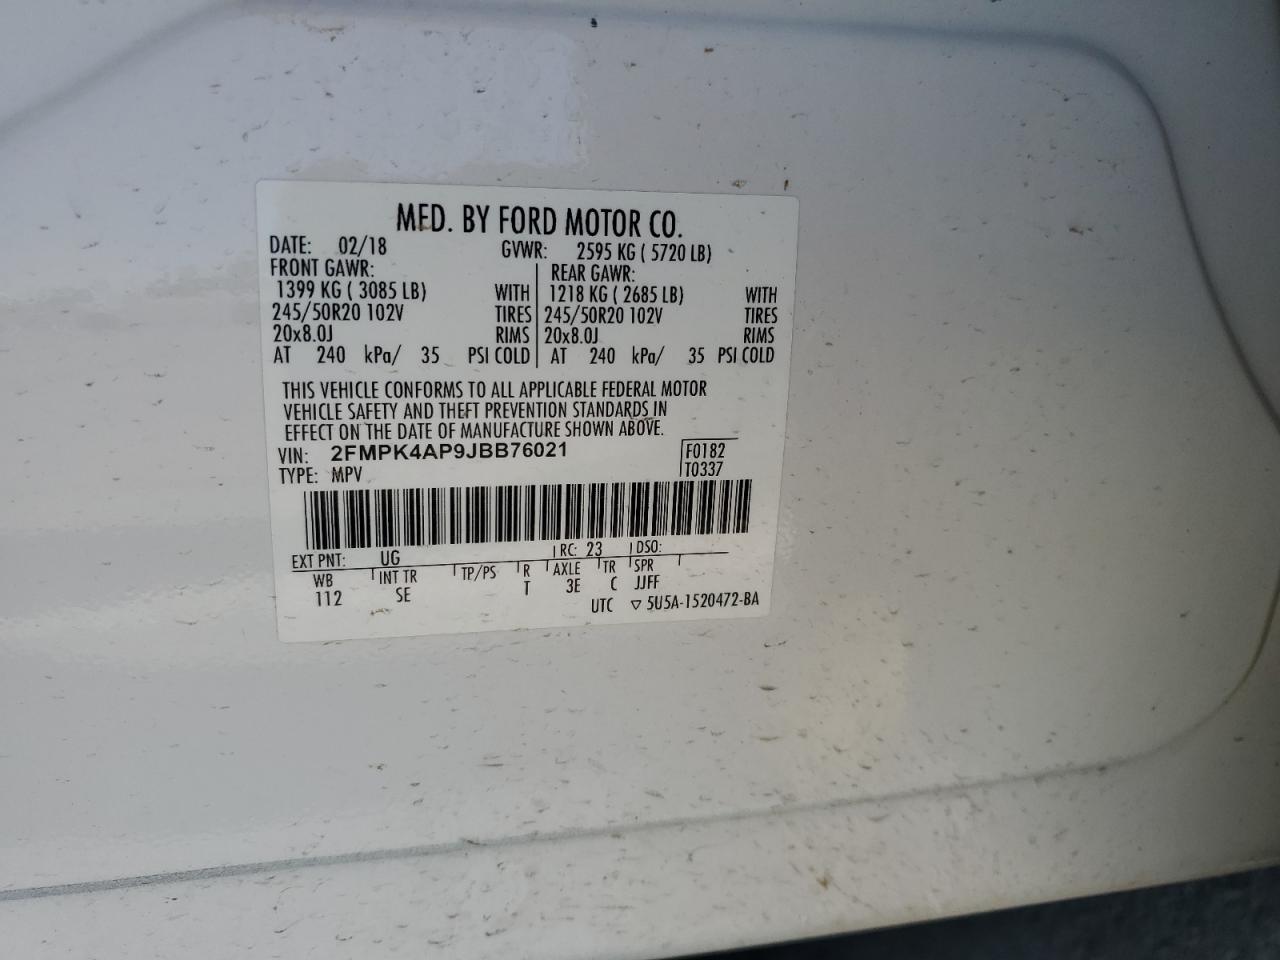 MFD. BY FORD MOTOR CO.
DATE: 02/18 GVWR: 2595 KG ( 5720 LB)
FRONT GAWR: REAR GAWR:
1399 KG ( 3085 LB) WITH 1218 KG ( 2685 LB) WITH
245/50R20 102V TIRES 245/50R20 102V TIRES
20x8.0J RIMS 20x8.0J RIMS
AT 240 kPa/ 35 PSI COLD AT 240 kPa/ 35 PSI COLD
THIS VEHICLE CONFORMS TO ALL APPLICABLE FEDERAL MOTOR
VEHICLE SAFETY AND THEFT PREVENTION STANDARDS IN
EFFECT ON THE DATE OF MANUFACTURE SHOWN ABOVE.
VIN: 2FMPK4AP9JBB76021 F0182
TYPE: MPV T0337
EXT PNT: UG RC: 23 DSO:
WB INT TR TP/PS R AXLE TR SPR
112 SE T 3E C JJFF
UTC ▽ 5U5A-1520472-BA